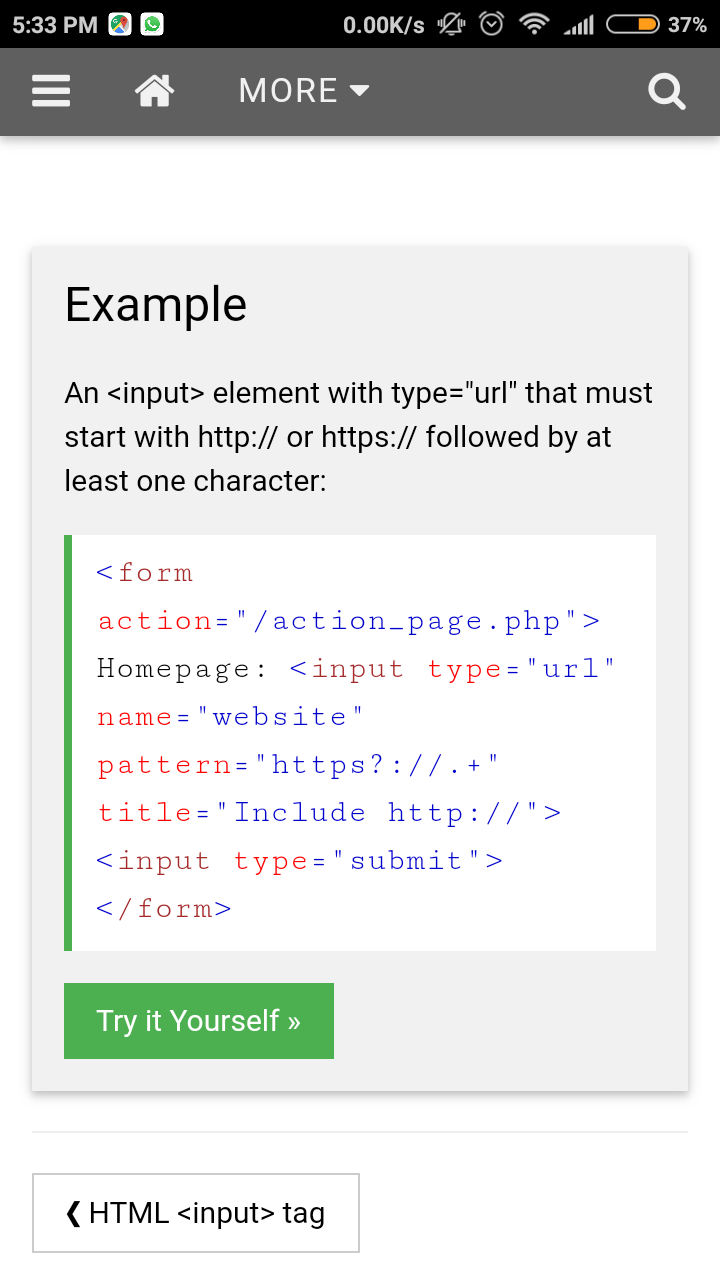 5:33 PM 0.00K/s 37%
MORE
Example
An <input> element with type="url" that must
start with http:// or https:// followed by at
least one character:
<form
action="/action_page.php">
Homepage: <input type="url"
name="website"
pattern="https?://.+"
title="Include http://">
<input type="submit">
</form>
Try it Yourself »
❮ HTML <input> tag